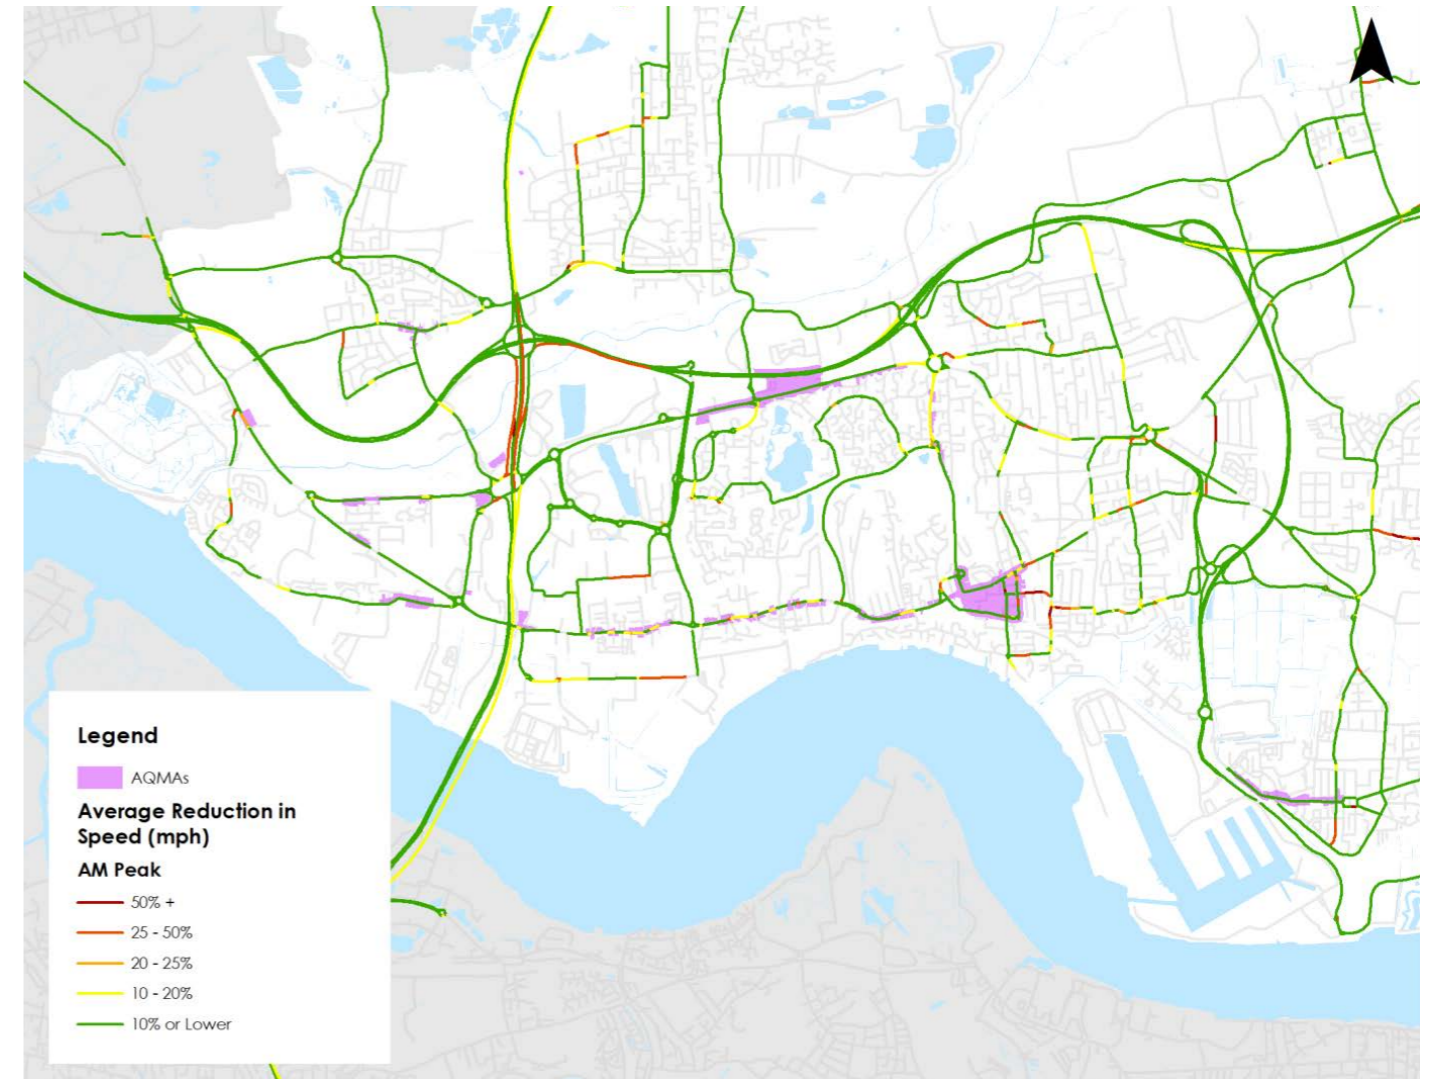 Legend
AQMAs
Average Reduction in
Speed (mph)
AM Peak
50% +
25 - 50%
20 - 25%
10 - 20%
10% or Lower